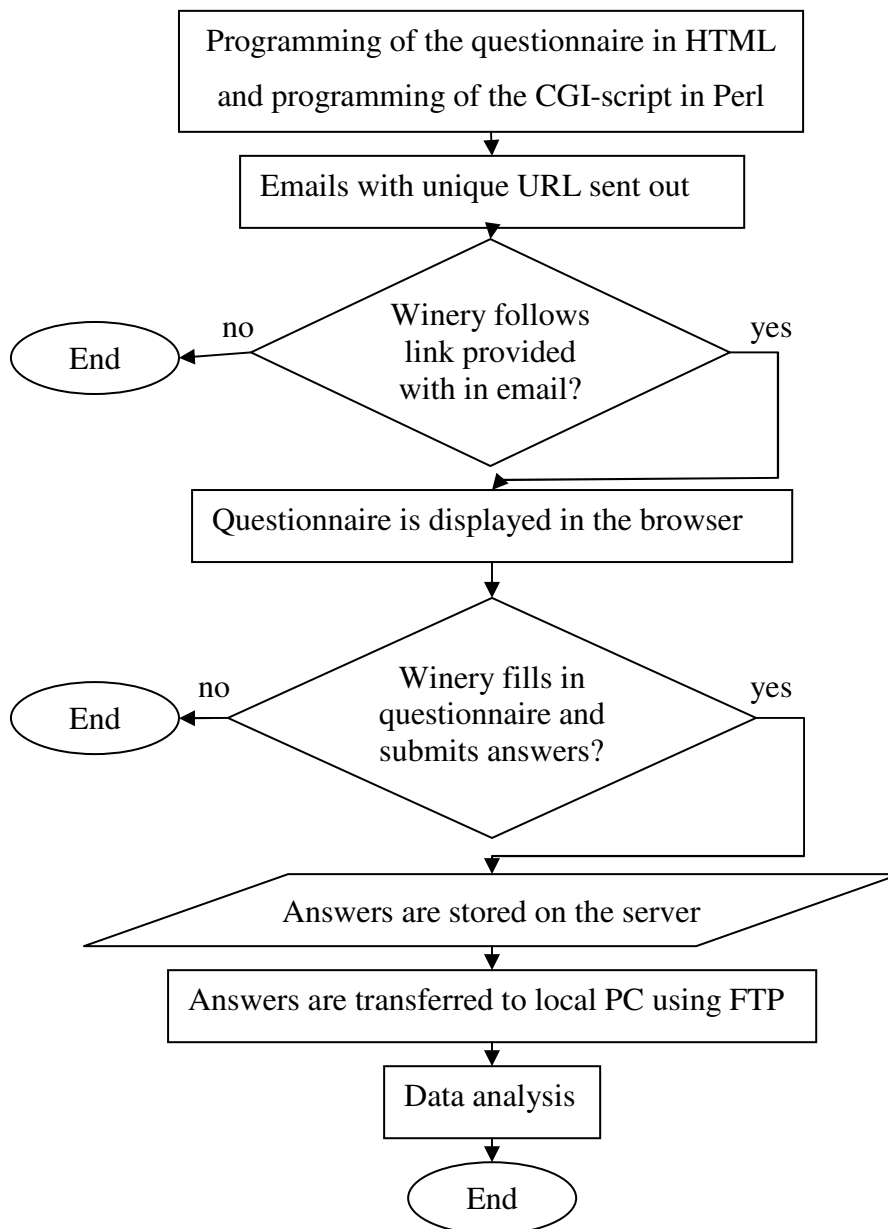 Programming of the questionnaire in HTML
and programming of the CGI-script in Perl
Emails with unique URL sent out
no
yes
Winery follows
link provided
with in email?
End
Questionnaire is displayed in the browser
no
yes
Winery fills in
questionnaire and
submits answers?
End
Answers are stored on the server
Answers are transferred to local PC using FTP
Data analysis
End